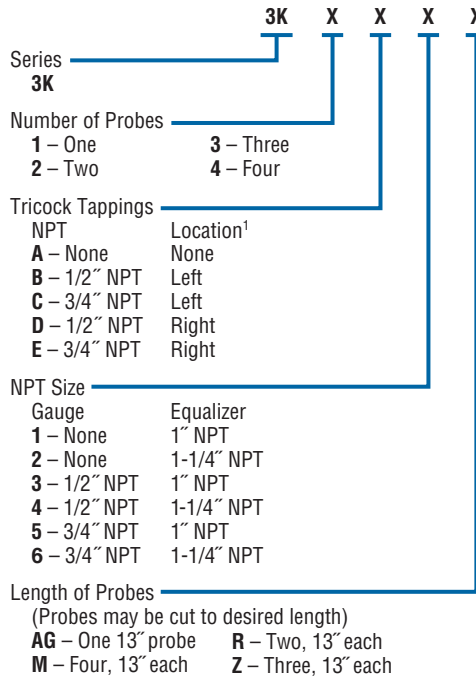 3K X X X X
Series
3K
Number of Probes
1 – One 3 – Three
2 – Two 4 – Four
Tricock Tappings
NPT Location¹
A – None None
B – 1/2˝ NPT Left
C – 3/4˝ NPT Left
D – 1/2˝ NPT Right
E – 3/4˝ NPT Right
NPT Size
Gauge Equalizer
1 – None 1˝ NPT
2 – None 1-1/4˝ NPT
3 – 1/2˝ NPT 1˝ NPT
4 – 1/2˝ NPT 1-1/4˝ NPT
5 – 3/4˝ NPT 1˝ NPT
6 – 3/4˝ NPT 1-1/4˝ NPT
Length of Probes
(Probes may be cut to desired length)
AG – One 13˝ probe R – Two, 13˝ each
M – Four, 13˝ each Z – Three, 13˝ each